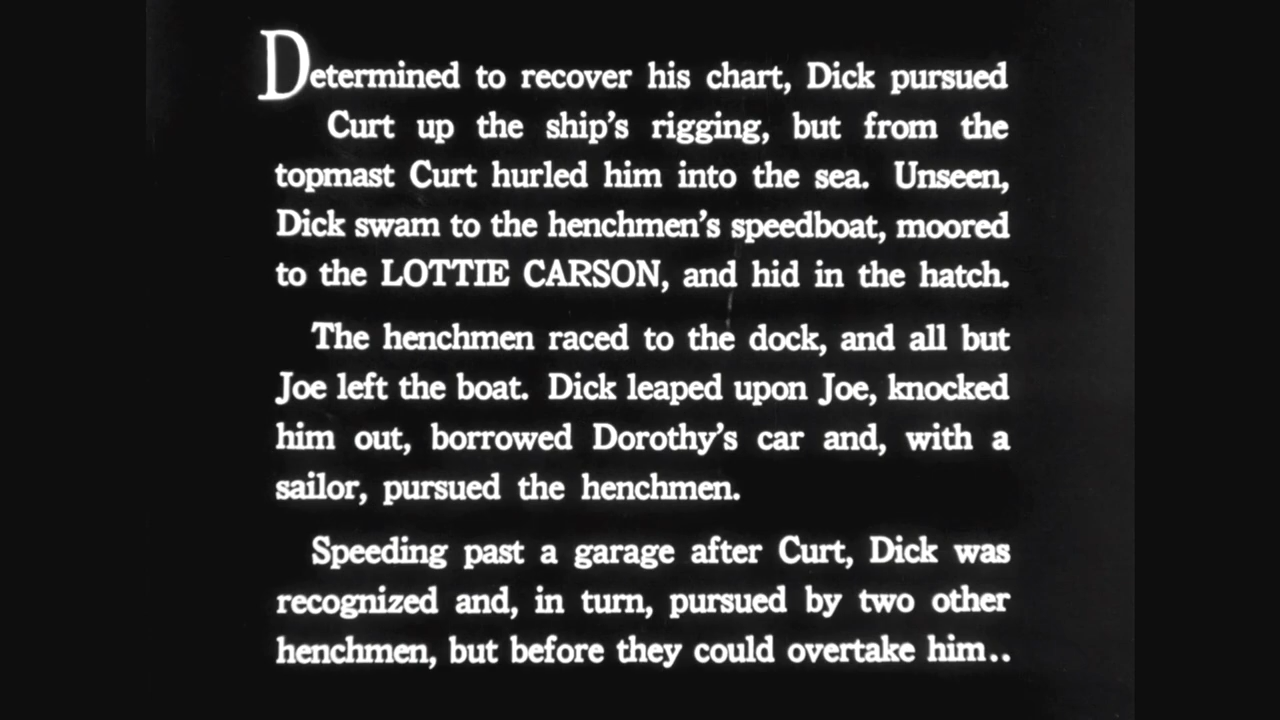 Determined to recover his chart, Dick pursued
Curt up the ship's rigging, but from the
topmast Curt hurled him into the sea. Unseen,
Dick swam to the henchmen's speedboat, moored
to the LOTTIE CARSON, and hid in the hatch.
The henchmen raced to the dock, and all but
Joe left the boat. Dick leaped upon Joe, knocked
him out, borrowed Dorothy's car and, with a
sailor, pursued the henchmen.
Speeding past a garage after Curt, Dick was
recognized and, in turn, pursued by two other
henchmen, but before they could overtake him..